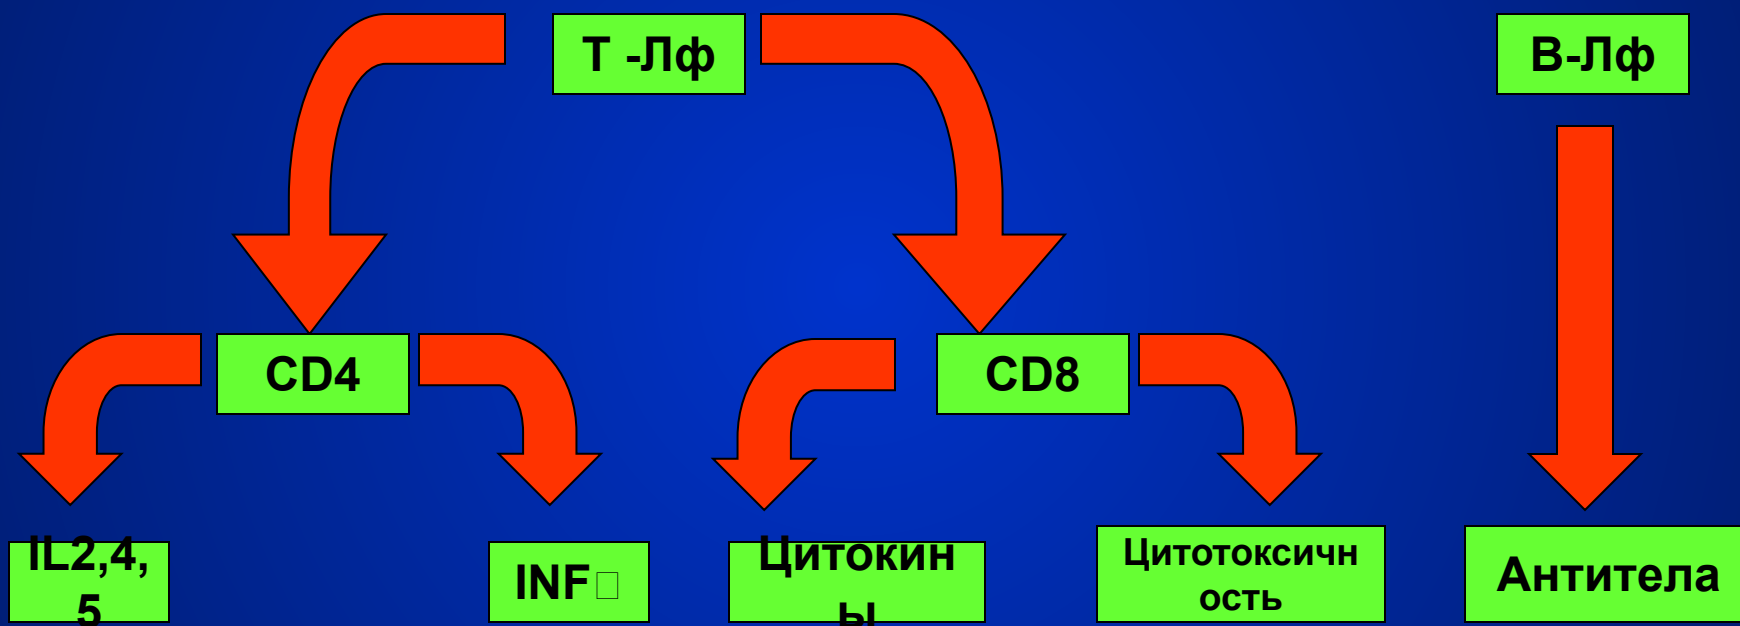 Т -Лф
В-Лф
CD4
CD8
IL2,4,
5
INF□
Цитокин
ы
Цитотоксичн
ость
Антитела